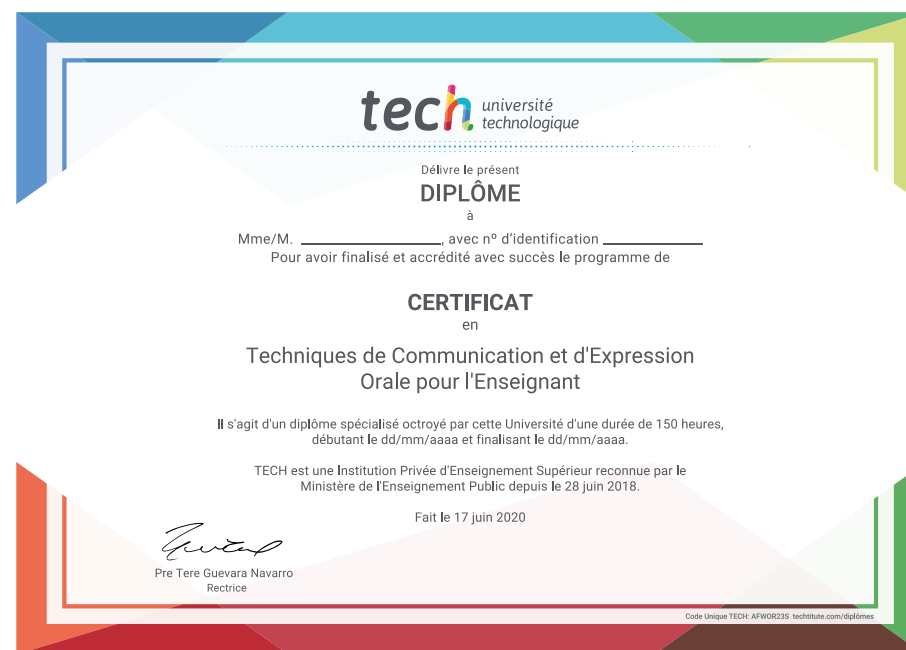 tech université
technologique
Délivre le présent
DIPLÔME
à
Mme/M. ____________________, avec nº d'identification ______________
Pour avoir finalisé et accrédité avec succès le programme de
CERTIFICAT
en
Techniques de Communication et d'Expression
Orale pour l'Enseignant
Il s'agit d'un diplôme spécialisé octroyé par cette Université d'une durée de 150 heures,
débutant le dd/mm/aaaa et finalisant le dd/mm/aaaa.
TECH est une Institution Privée d'Enseignement Supérieur reconnue par le
Ministère de l'Enseignement Public depuis le 28 juin 2018.
Fait le 17 juin 2020
Pre Tere Guevara Navarro
Rectrice
Code Unique TECH: AFWOR23S techtitute.com/diplômes